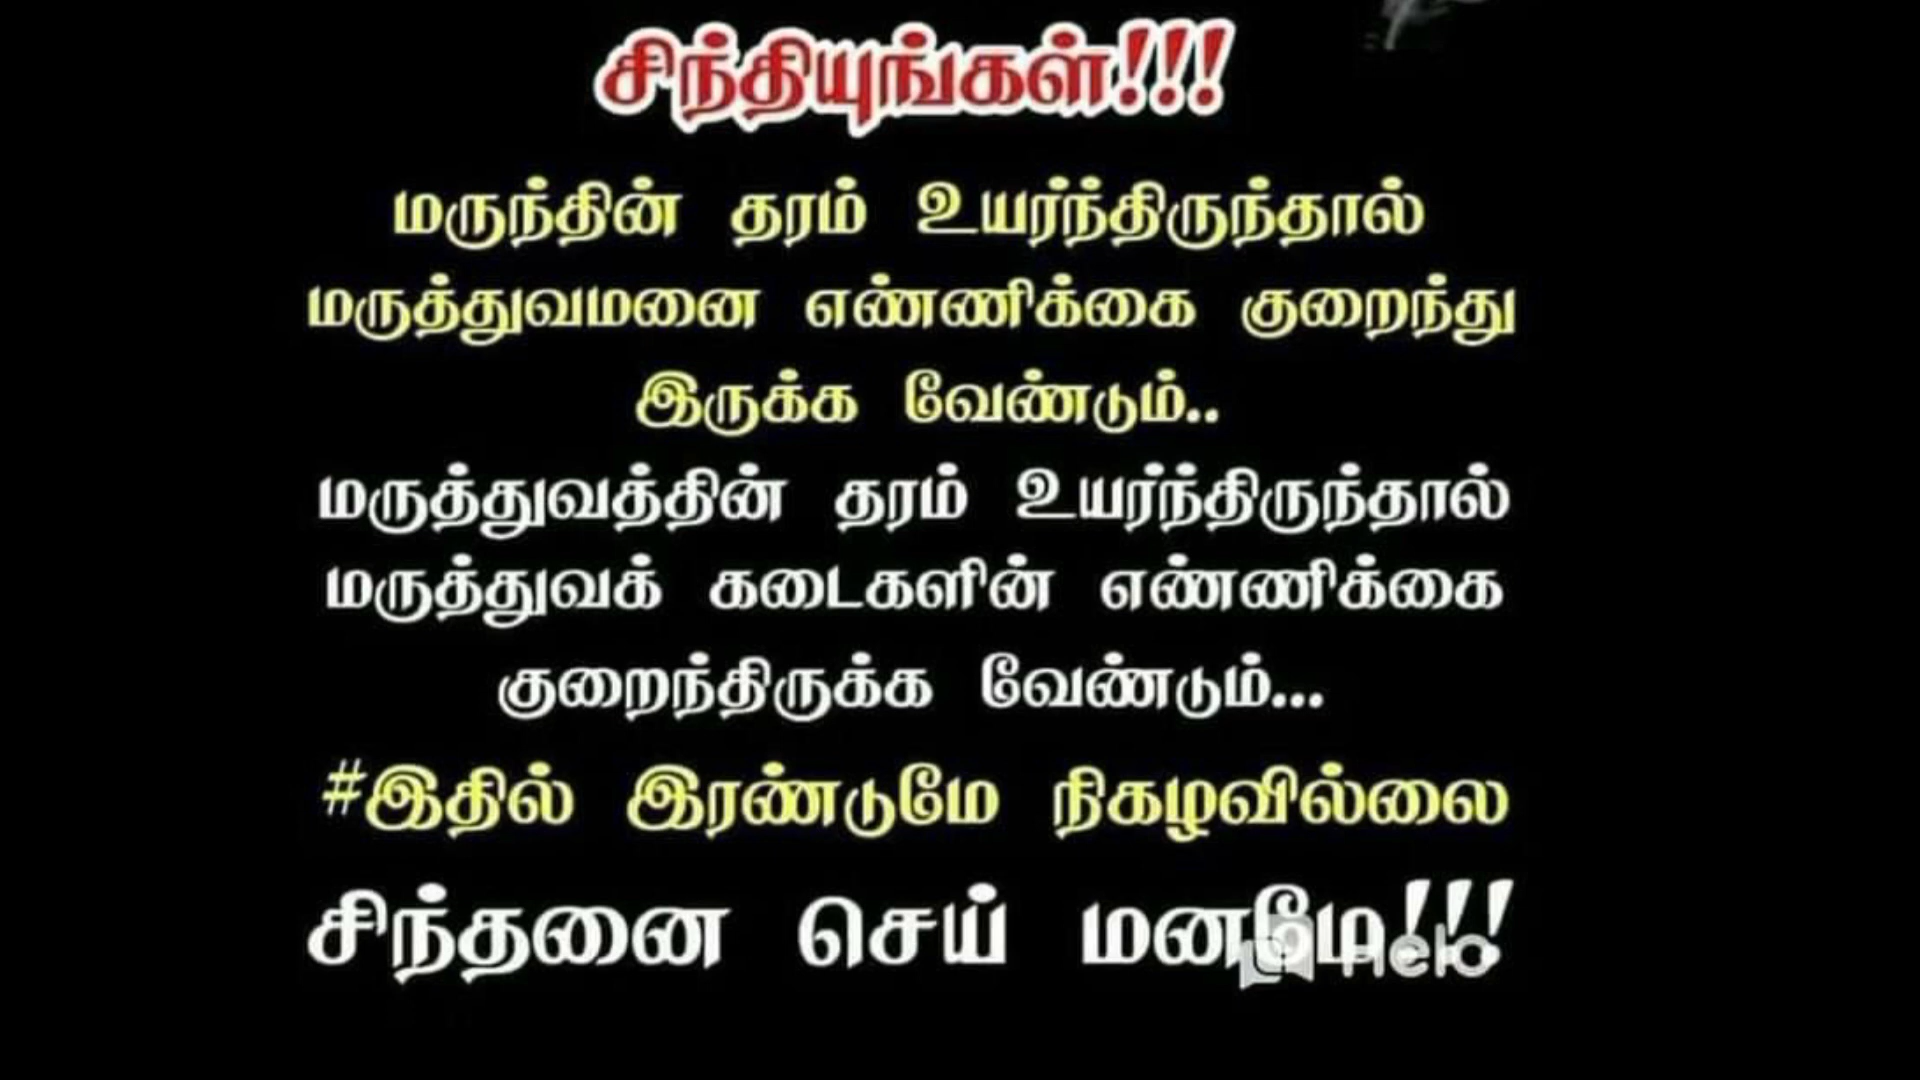 சிந்தியுங்கள்!!!
மருந்தின் தரம் உயர்ந்திருந்தால்
மருத்துவமனை எண்ணிக்கை குறைந்து
இருக்க வேண்டும்..
மருத்துவத்தின் தரம் உயர்ந்திருந்தால்
மருத்துவக் கடைகளின் எண்ணிக்கை
குறைந்திருக்க வேண்டும்...
#இதில் இரண்டுமே நிகழவில்லை
சிந்தனை செய் மனமே!!!
Helo